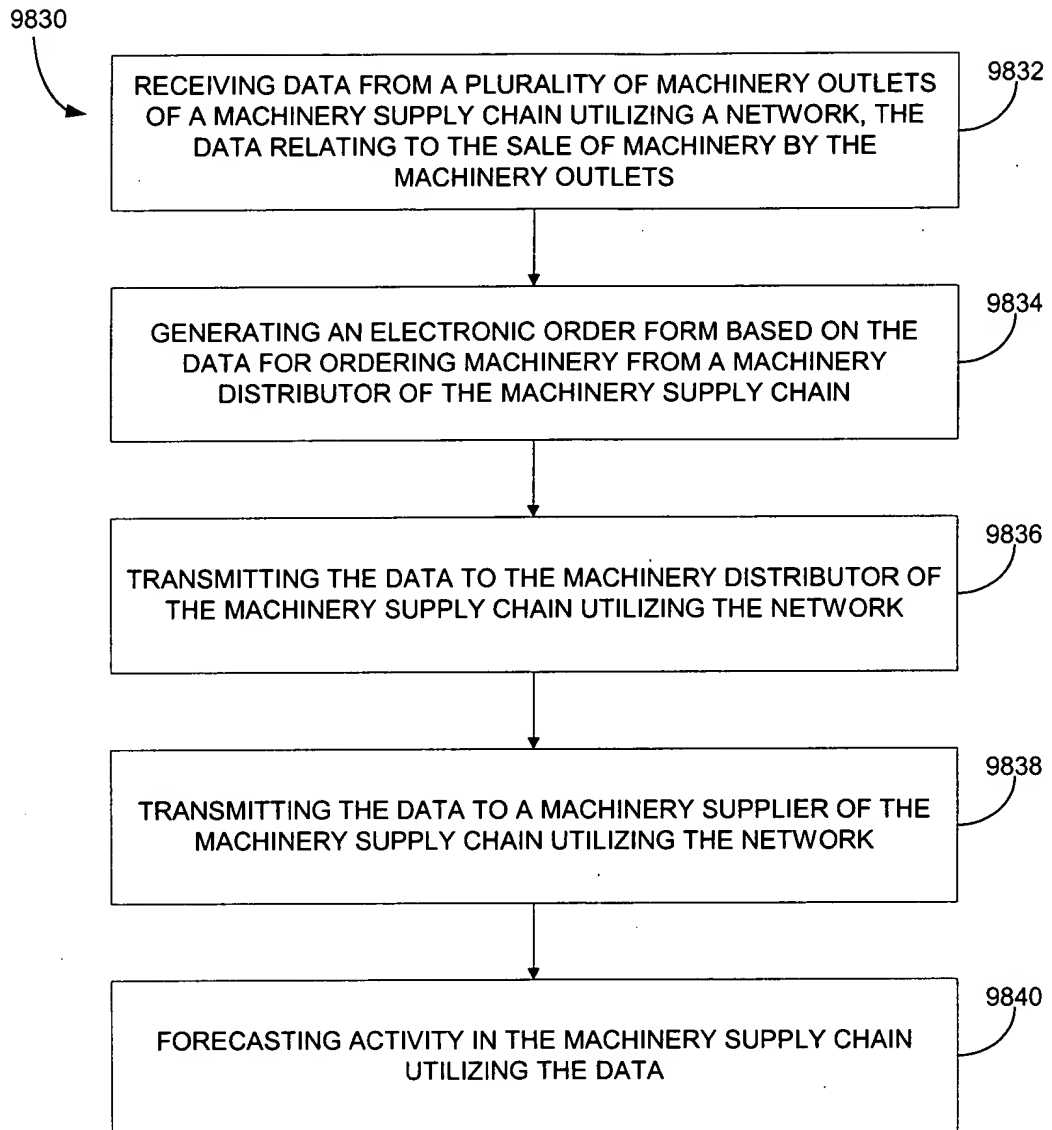 9830
RECEIVING DATA FROM A PLURALITY OF MACHINERY OUTLETS
OF A MACHINERY SUPPLY CHAIN UTILIZING A NETWORK, THE
DATA RELATING TO THE SALE OF MACHINERY BY THE
MACHINERY OUTLETS
9832
GENERATING AN ELECTRONIC ORDER FORM BASED ON THE
DATA FOR ORDERING MACHINERY FROM A MACHINERY
DISTRIBUTOR OF THE MACHINERY SUPPLY CHAIN
9834
TRANSMITTING THE DATA TO THE MACHINERY DISTRIBUTOR OF
THE MACHINERY SUPPLY CHAIN UTILIZING THE NETWORK
9836
TRANSMITTING THE DATA TO A MACHINERY SUPPLIER OF THE
MACHINERY SUPPLY CHAIN UTILIZING THE NETWORK
9838
FORECASTING ACTIVITY IN THE MACHINERY SUPPLY CHAIN
UTILIZING THE DATA
9840